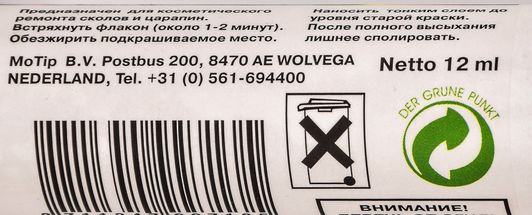 Предназначен для косметического
ремонта сколов и царапин.
Встряхнуть флакон (около 1-2 минут).
Обезжирить подкрашиваемое место.
Наносить тонким слоем до
уровня старой краски.
После полного высыхания
лишнее сполировать.
MoTip B.V. Postbus 200, 8470 AE WOLVEGA
NEDERLAND, Tel. +31 (0) 561-694400
Netto 12 ml
DER GRÜNE PUNKT
ВНИМАНИЕ!